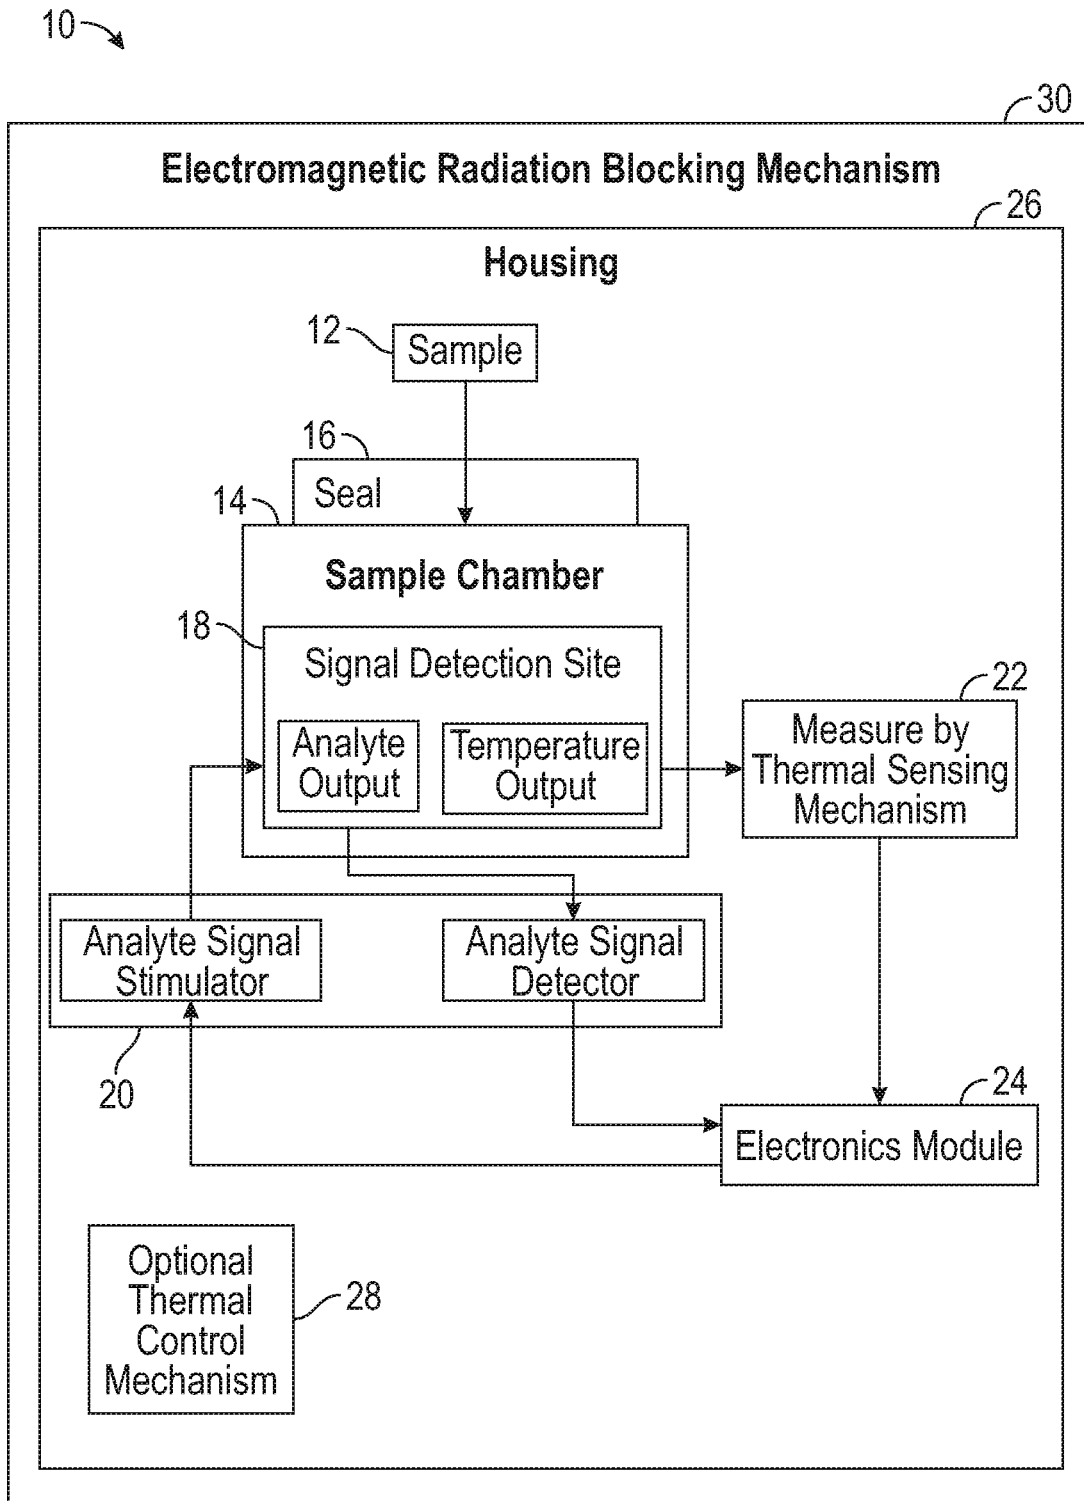 10
30
Electromagnetic Radiation Blocking Mechanism
26
Housing
12
Sample
16
Seal
14
Sample Chamber
18
Signal Detection Site
Analyte
Output
Temperature
Output
22
Measure by
Thermal Sensing
Mechanism
Analyte Signal
Stimulator
Analyte Signal
Detector
20
24
Electronics Module
Optional
Thermal
Control
Mechanism
28